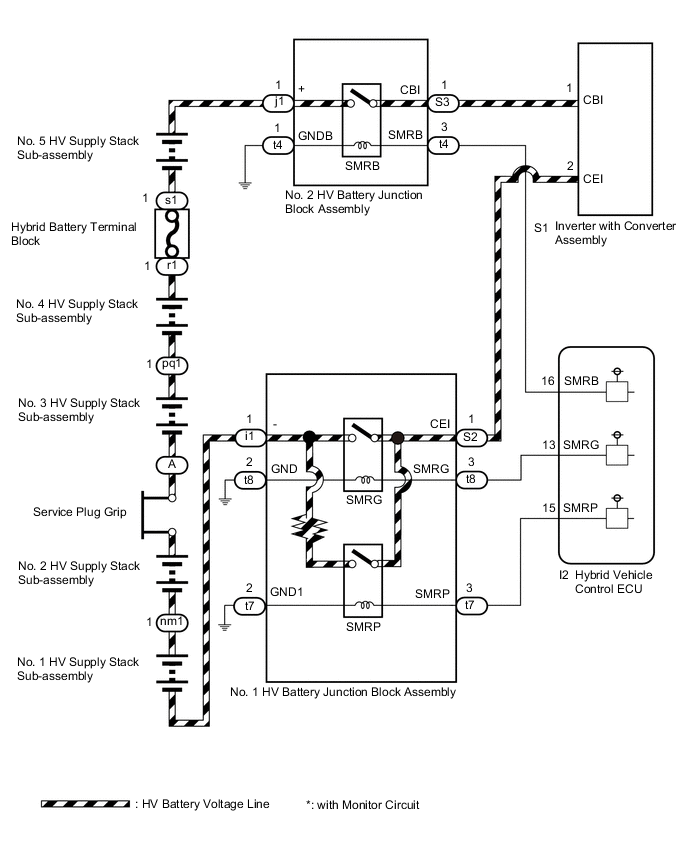 1
j1
+
CBI
1
S3
1
CBI
No. 5 HV Supply Stack
Sub-assembly
1
t4
GNDB
SMRB
3
t4
SMRB
2
CEI
No. 2 HV Battery Junction
Block Assembly
1
s1
Hybrid Battery Terminal
Block
S1 Inverter with Converter
Assembly
1
r1
No. 4 HV Supply Stack
Sub-assembly
1
pq1
16
SMRB
No. 3 HV Supply Stack
Sub-assembly
1
i1
-
CEI
1
S2
13
SMRG
A
2
t8
GND
SMRG
3
t8
SMRG
Service Plug Grip
15
SMRP
No. 2 HV Supply Stack
Sub-assembly
I2 Hybrid Vehicle
Control ECU
1
nm1
2
t7
GND1
SMRP
3
t7
SMRP
No. 1 HV Supply Stack
Sub-assembly
No. 1 HV Battery Junction Block Assembly
: HV Battery Voltage Line
*: with Monitor Circuit